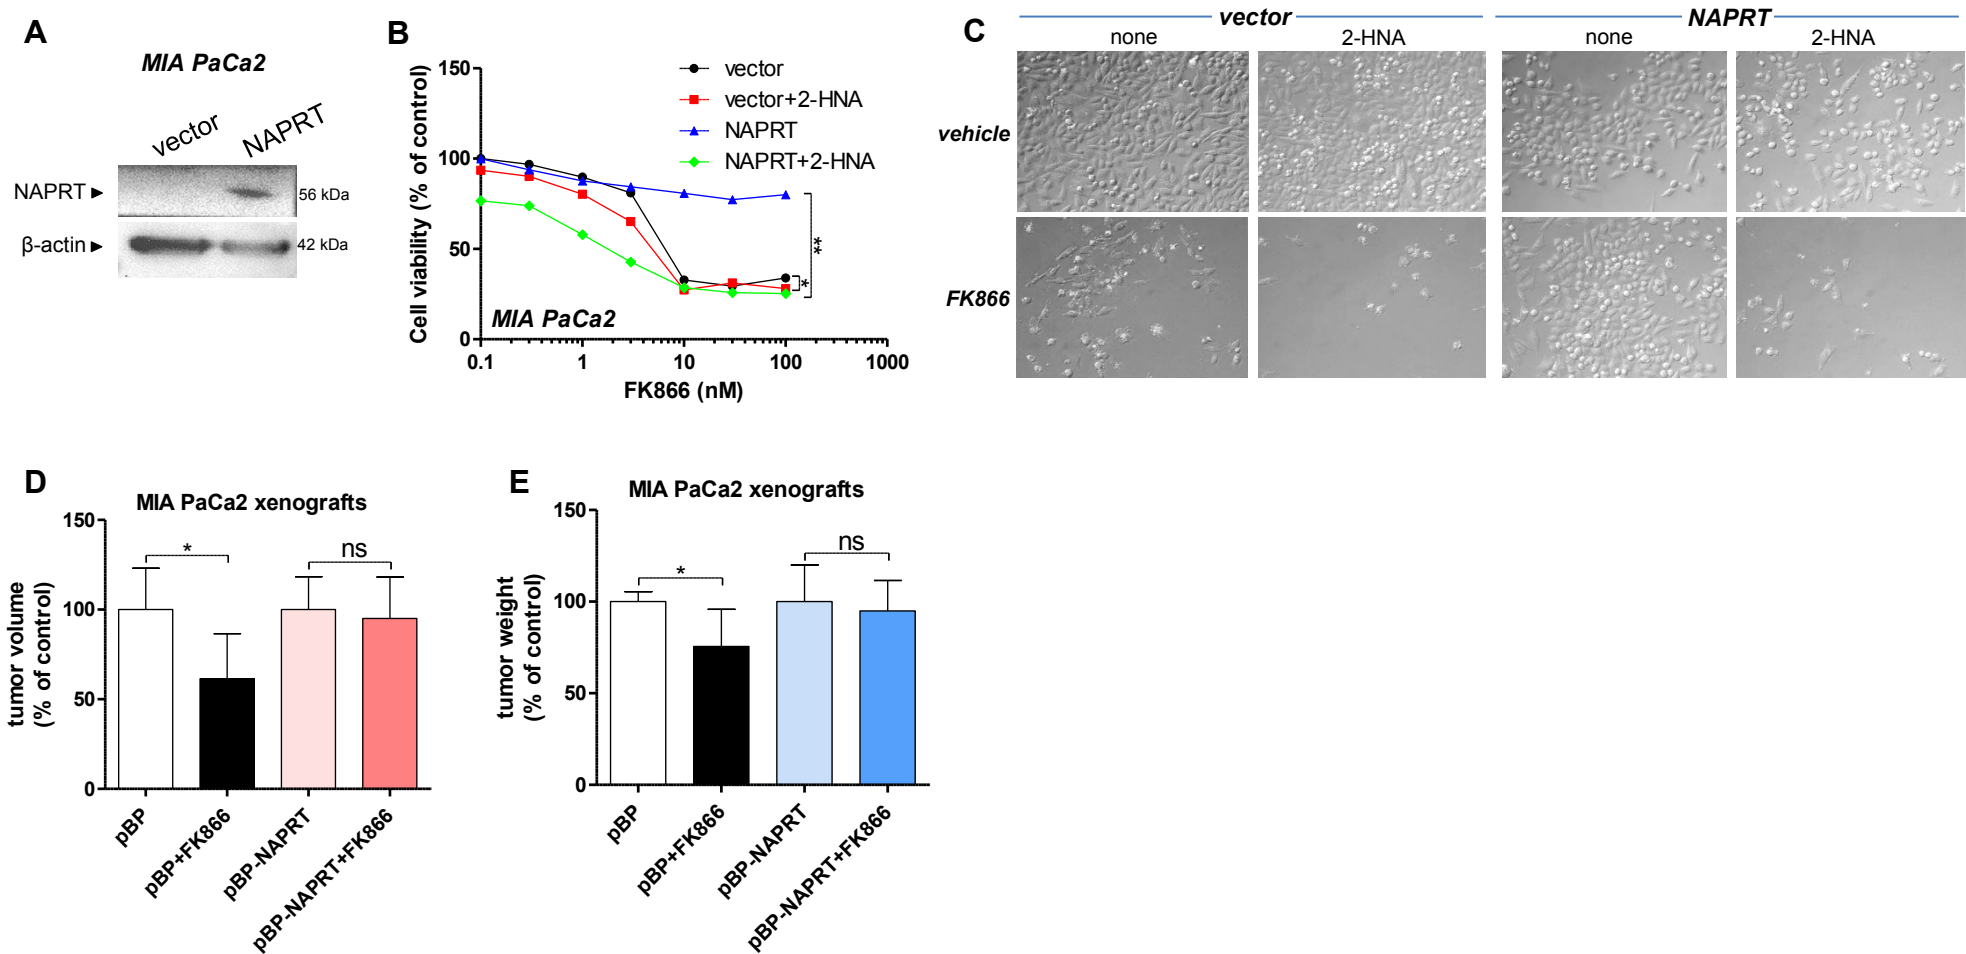 A
MIA PaCa2
vector
NAPRT
NAPRT
56 kDa
β-actin
42 kDa
B
Cell viability (% of control)
150
100
50
0
0.1
1
10
100
1000
FK866 (nM)
MIA PaCa2
vector
vector+2-HNA
NAPRT
NAPRT+2-HNA
**
*
C
vector
NAPRT
none
2-HNA
none
2-HNA
vehicle
FK866
D
MIA PaCa2 xenografts
tumor volume
(% of control)
150
100
50
0
*
ns
pBP
pBP+FK866
pBP-NAPRT
pBP-NAPRT+FK866
E
MIA PaCa2 xenografts
tumor weight
(% of control)
150
100
50
0
*
ns
pBP
pBP+FK866
pBP-NAPRT
pBP-NAPRT+FK866